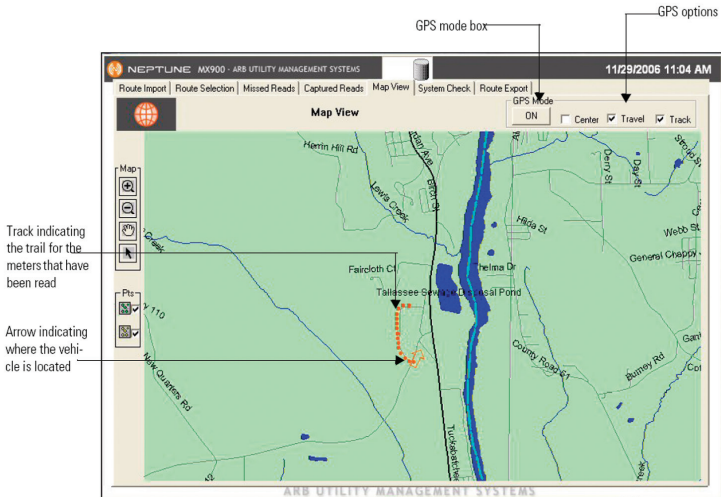 GPS options
GPS mode box
NEPTUNE MX900 - ARB UTILITY MANAGEMENT SYSTEMS
11/29/2006 11:04 AM
Route Import
Route Selection
Missed Reads
Captured Reads
Map View
System Check
Route Export
Map View
GPS Mode
ON
Center
Travel
Track
Map
Pts
Track indicating
the trail for the
meters that have
been read
Arrow indicating
where the vehi-
cle is located
Herrin Hill Rd
Birch St
Lewis Creek
Creek
Derry St
Day St
Hilda St
Webb St
General Chappy
Faircloth Ct
Thelma Dr
Tallassee Sewage Disposal Pond
y 110
New Quarters Rd
County Road 51
Burney Rd
Tuckabatchee
reek
ARB UTILITY MANAGEMENT SYSTEMS